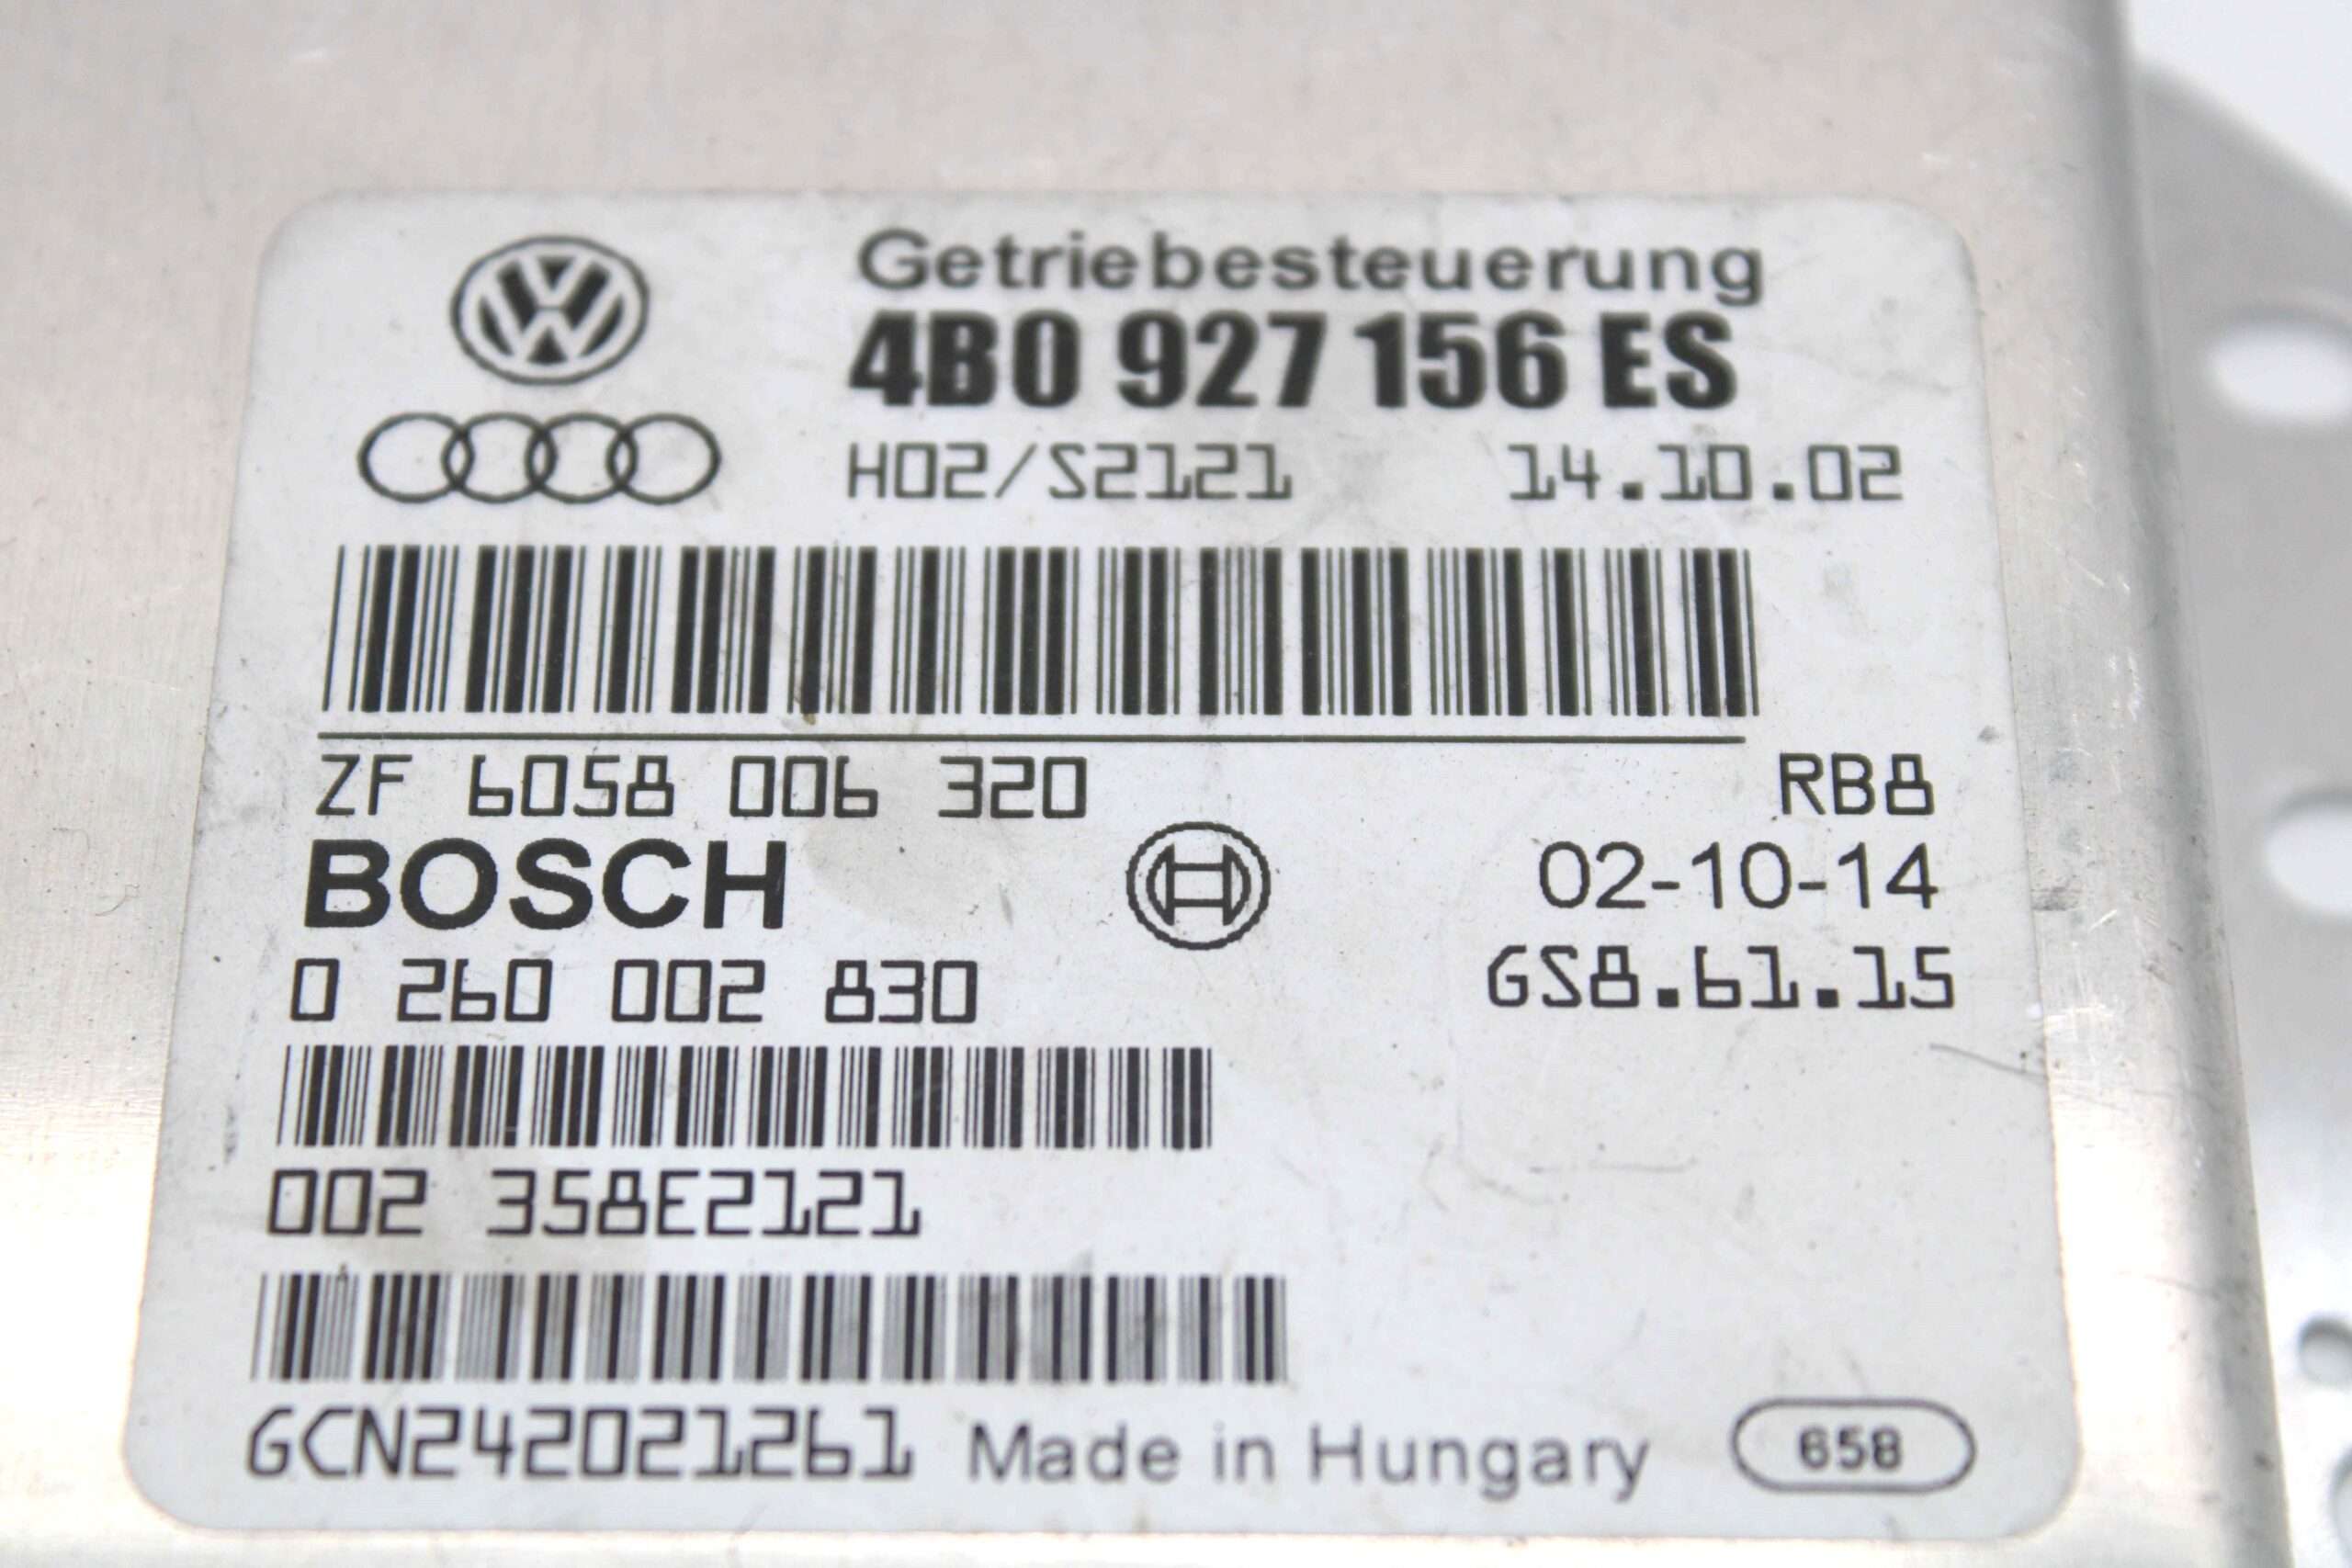 Getriebesteuerung
4B0 927 156 ES
H02/S2121 14.10.02
ZF 6058 006 320 RB8
BOSCH 02-10-14
0 260 002 830 GS8.61.15
002 358E2121
GCN242021261 Made in Hungary 658